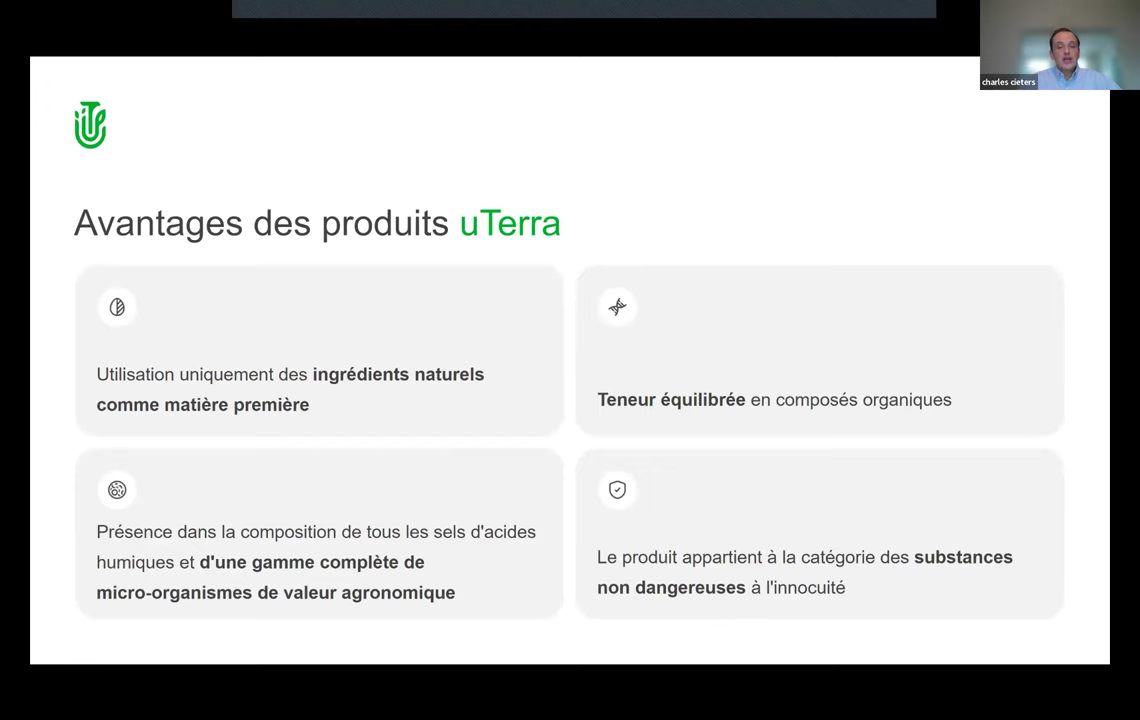 charles cieters
Avantages des produits uTerra
Utilisation uniquement des ingrédients naturels
comme matière première
Teneur équilibrée en composés organiques
Présence dans la composition de tous les sels d'acides
humiques et d'une gamme complète de
micro-organismes de valeur agronomique
Le produit appartient à la catégorie des substances
non dangereuses à l'innocuité